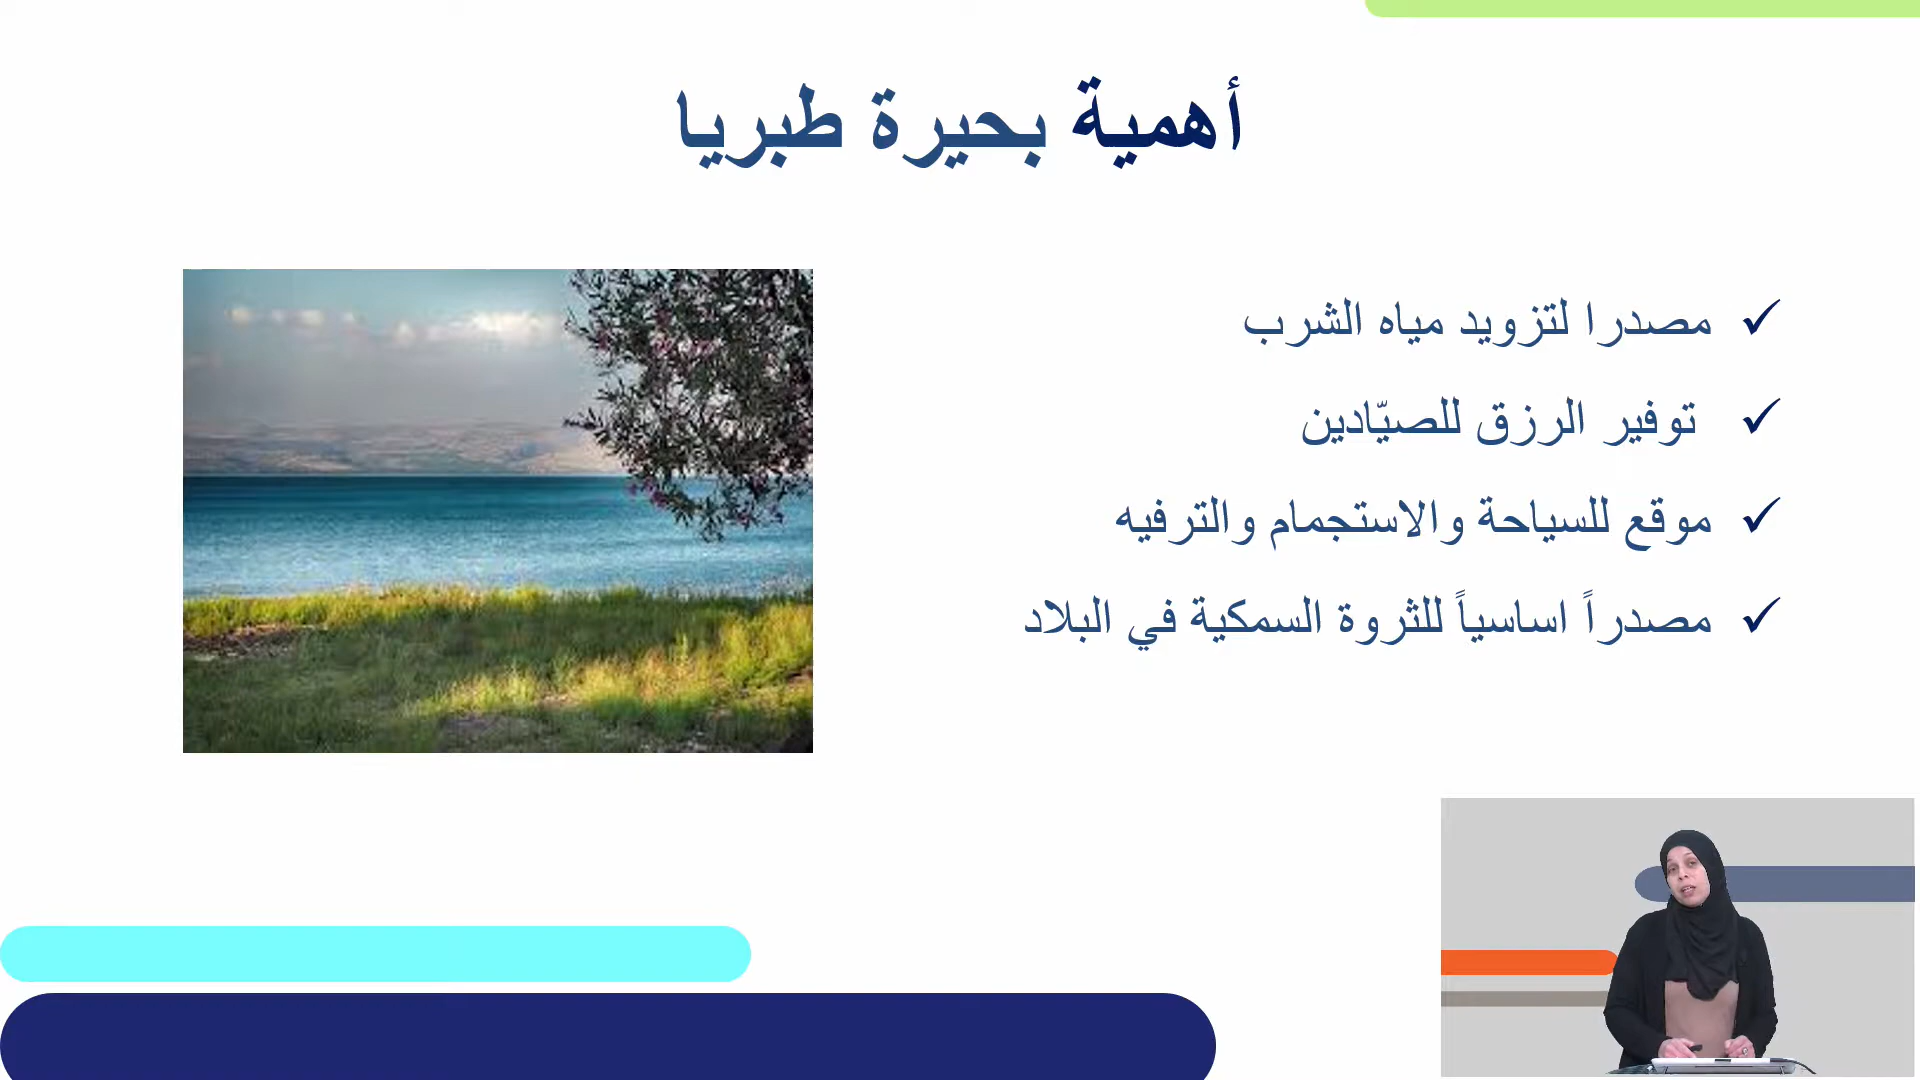 أهمية بحيرة طبريا
✓ مصدرا لتزويد مياه الشرب
✓ توفير الرزق للصيّادين
✓ موقع للسياحة والاستجمام والترفيه
✓ مصدراً اساسياً للثروة السمكية في البلاد